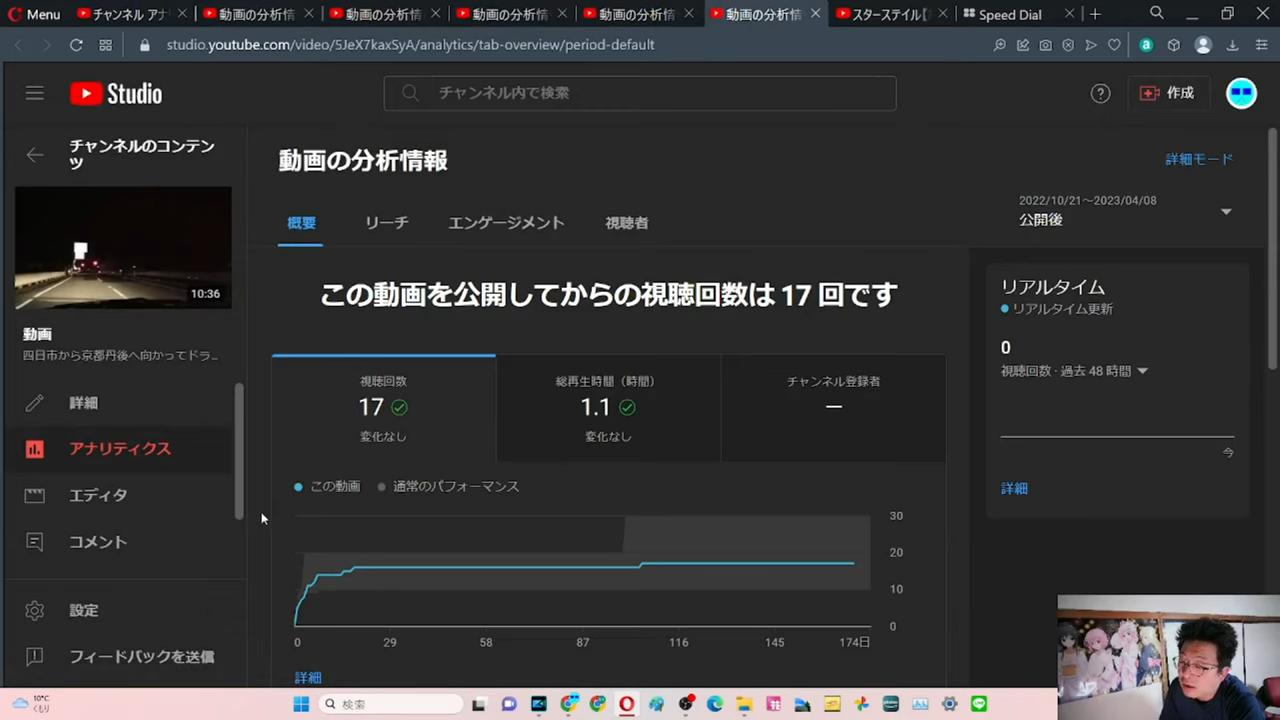 Menu
チャンネル アナ
動画の分析情
動画の分析情
動画の分析情
動画の分析情
動画の分析情
スターステイル【
Speed Dial
studio.youtube.com/video/5JeX7kaxSyA/analytics/tab-overview/period-default
Studio
チャンネル内で検索
作成
チャンネルのコンテン
ツ
10:36
動画
四日市から京都丹後へ向かってドラ...
詳細
アナリティクス
エディタ
コメント
設定
フィードバックを送信
動画の分析情報
詳細モード
概要
リーチ
エンゲージメント
視聴者
2022/10/21～2023/04/08
公開後
この動画を公開してからの視聴回数は 17 回です
視聴回数
17
変化なし
総再生時間（時間）
1.1
変化なし
チャンネル登録者
—
この動画
通常のパフォーマンス
30
20
10
0
0 29 58 87 116 145 174日
詳細
リアルタイム
リアルタイム更新
0
視聴回数 · 過去 48 時間
今
詳細
10°C
くもり
検索